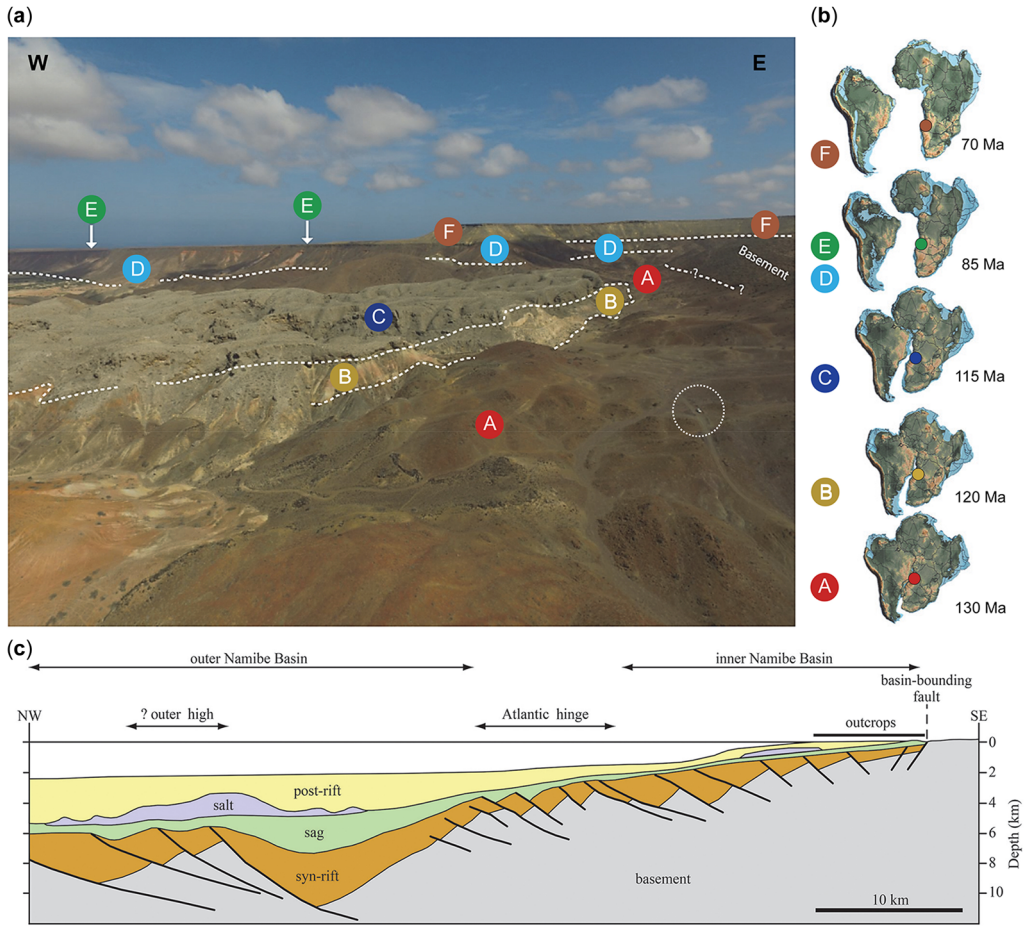 (a)
W
E
E
E
F
F
D
D
D
A
Basement
?
?
B
C
B
A
(b)
F
70 Ma
E
D
85 Ma
C
115 Ma
B
120 Ma
A
130 Ma
(c)
outer Namibe Basin
inner Namibe Basin
basin-bounding
fault
NW
? outer high
Atlantic hinge
outcrops
SE
0
2
4
6
8
10
Depth (km)
post-rift
salt
sag
syn-rift
basement
10 km